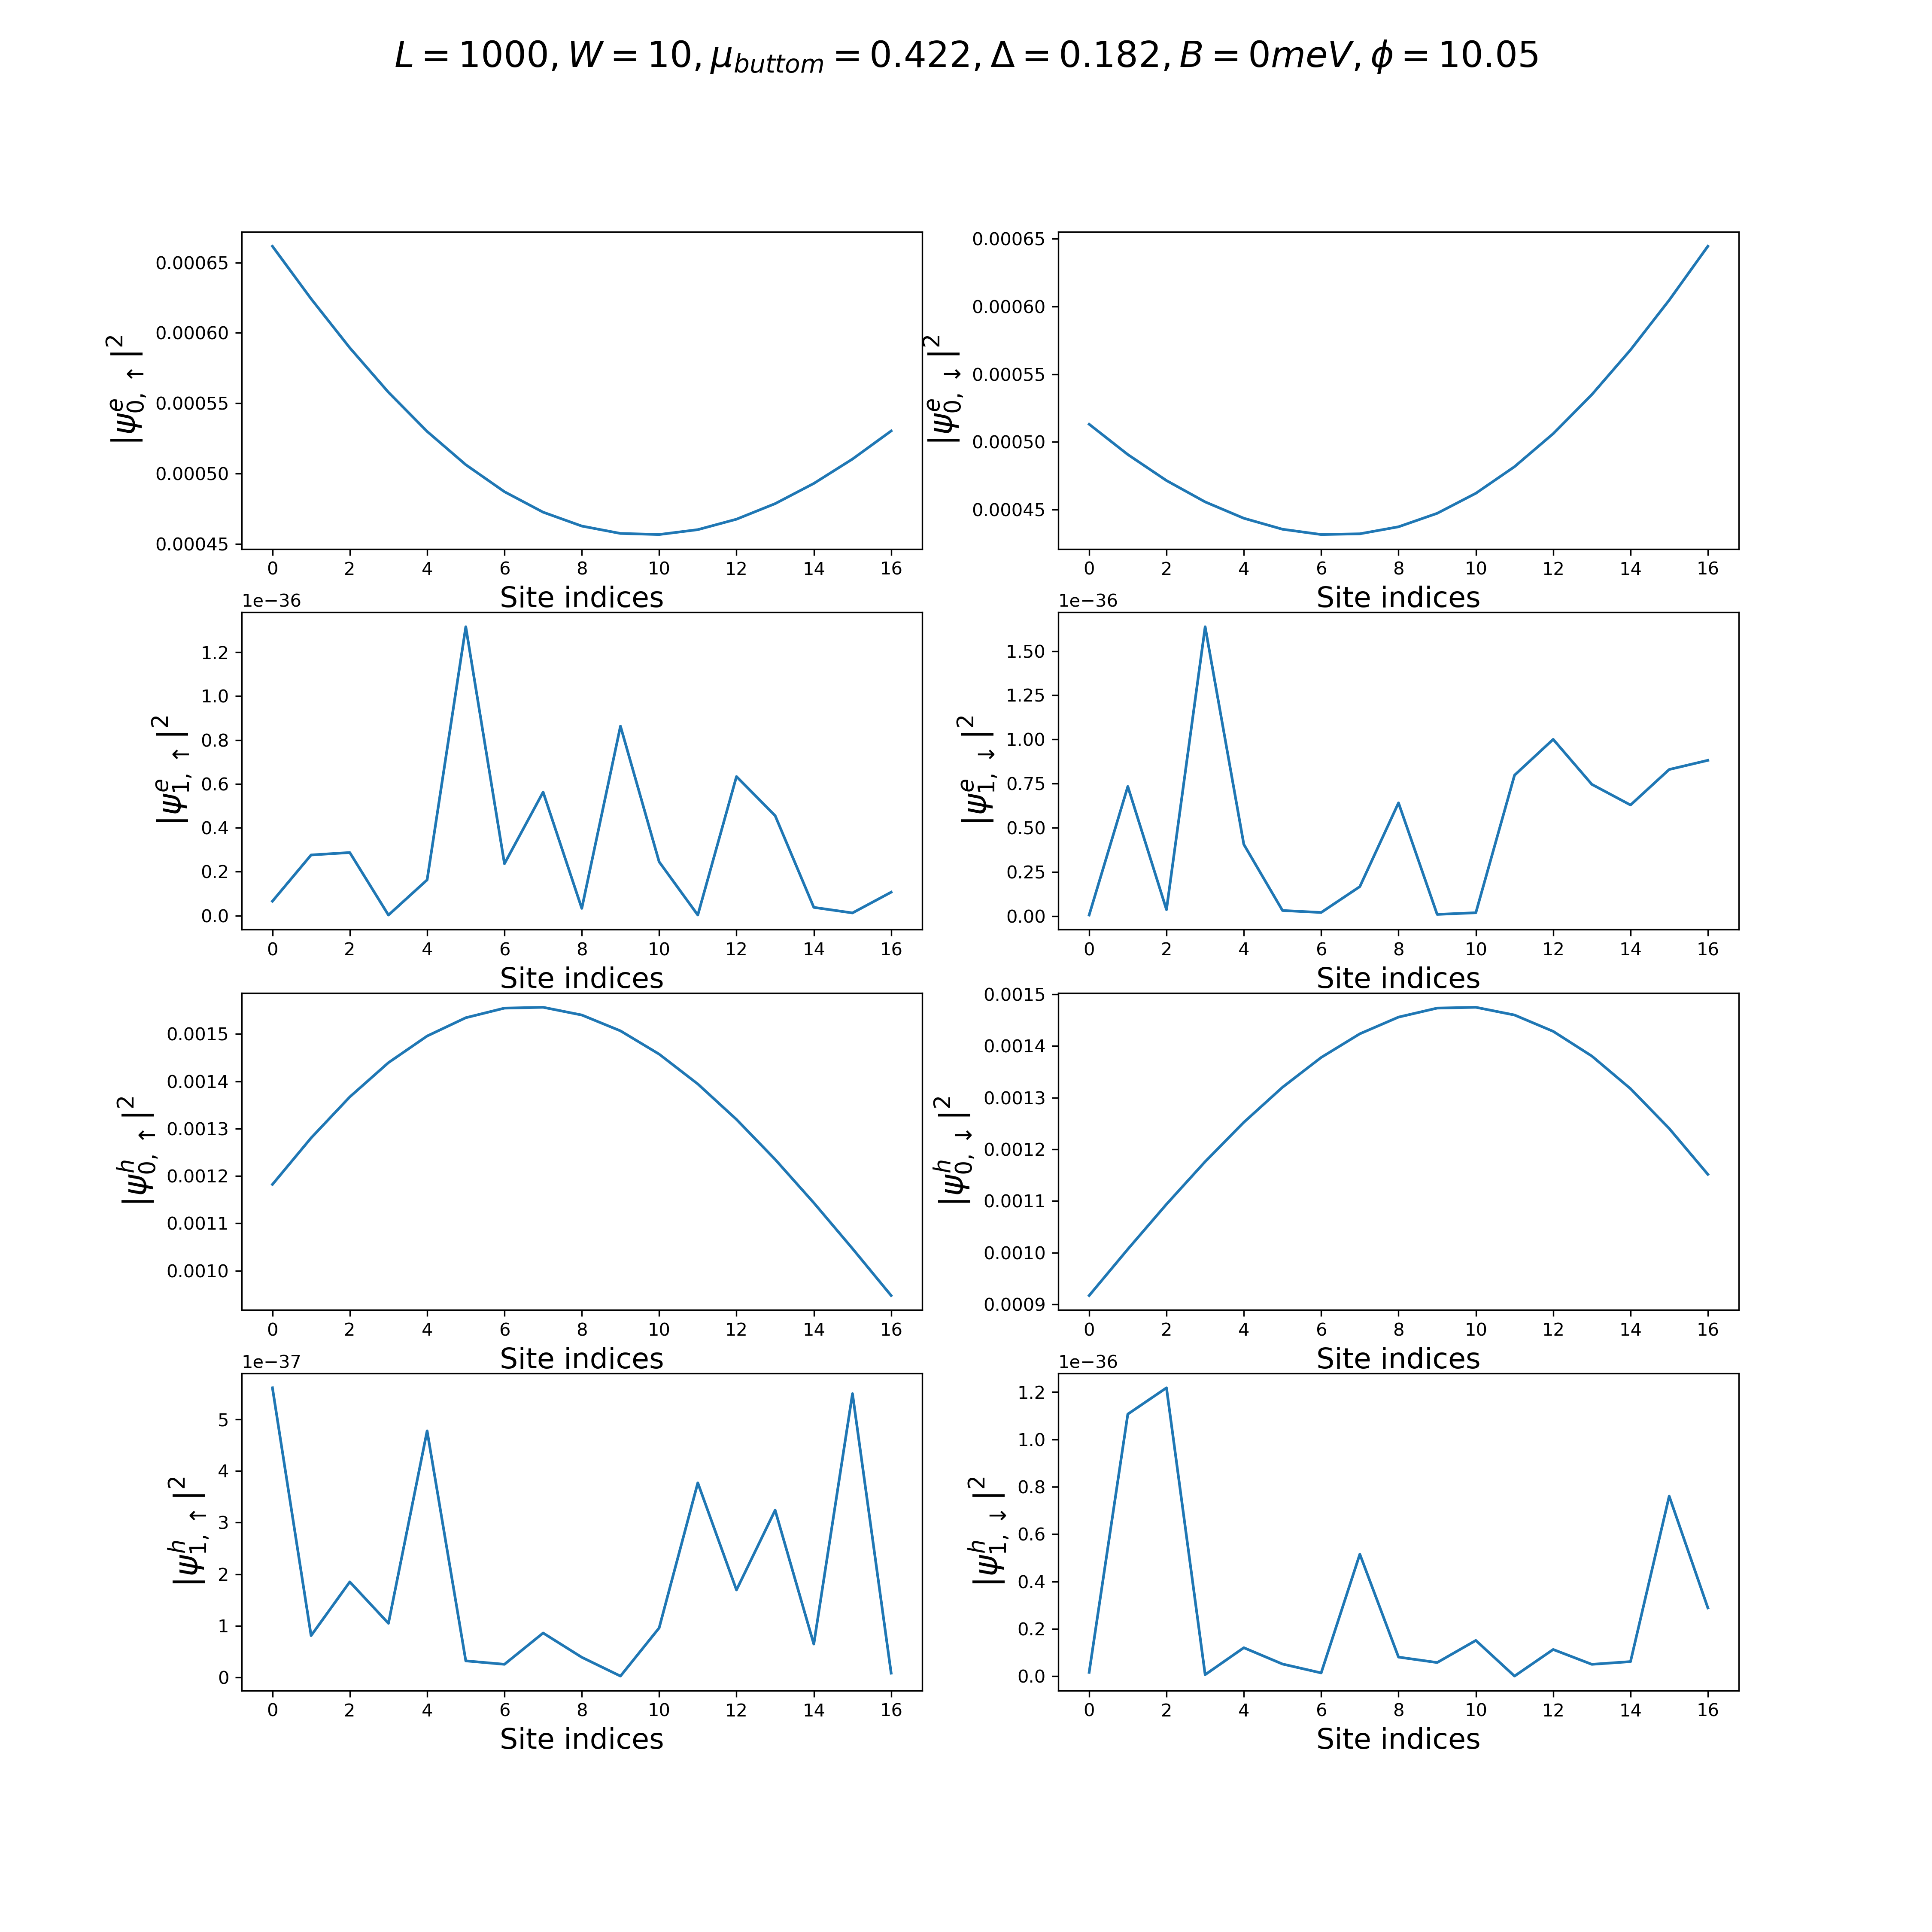 L = 1000, W = 10, μ_buttom = 0.422, Δ = 0.182, B = 0meV, ϕ = 10.05
|ψ^e_{0, ↑}|^2
0.00065
0.00060
0.00055
0.00050
0.00045
0 2 4 6 8 10 12 14 16
Site indices
|ψ^e_{0, ↓}|^2
0.00065
0.00060
0.00055
0.00050
0.00045
0 2 4 6 8 10 12 14 16
Site indices
1e−36
|ψ^e_{1, ↑}|^2
1.2
1.0
0.8
0.6
0.4
0.2
0.0
0 2 4 6 8 10 12 14 16
Site indices
1e−36
|ψ^e_{1, ↓}|^2
1.50
1.25
1.00
0.75
0.50
0.25
0.00
0 2 4 6 8 10 12 14 16
Site indices
|ψ^h_{0, ↑}|^2
0.0015
0.0014
0.0013
0.0012
0.0011
0.0010
0 2 4 6 8 10 12 14 16
Site indices
|ψ^h_{0, ↓}|^2
0.0015
0.0014
0.0013
0.0012
0.0011
0.0010
0.0009
0 2 4 6 8 10 12 14 16
Site indices
1e−37
|ψ^h_{1, ↑}|^2
5
4
3
2
1
0
0 2 4 6 8 10 12 14 16
Site indices
1e−36
|ψ^h_{1, ↓}|^2
1.2
1.0
0.8
0.6
0.4
0.2
0.0
0 2 4 6 8 10 12 14 16
Site indices